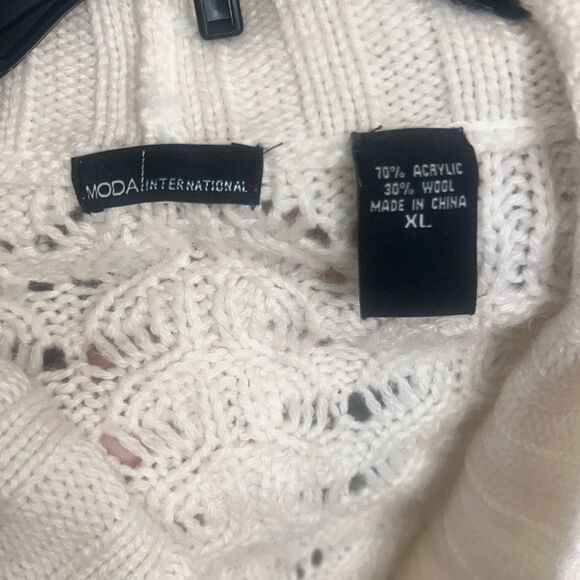 MODA INTERNATIONAL
70% ACRYLIC
30% WOOL
MADE IN CHINA
XL